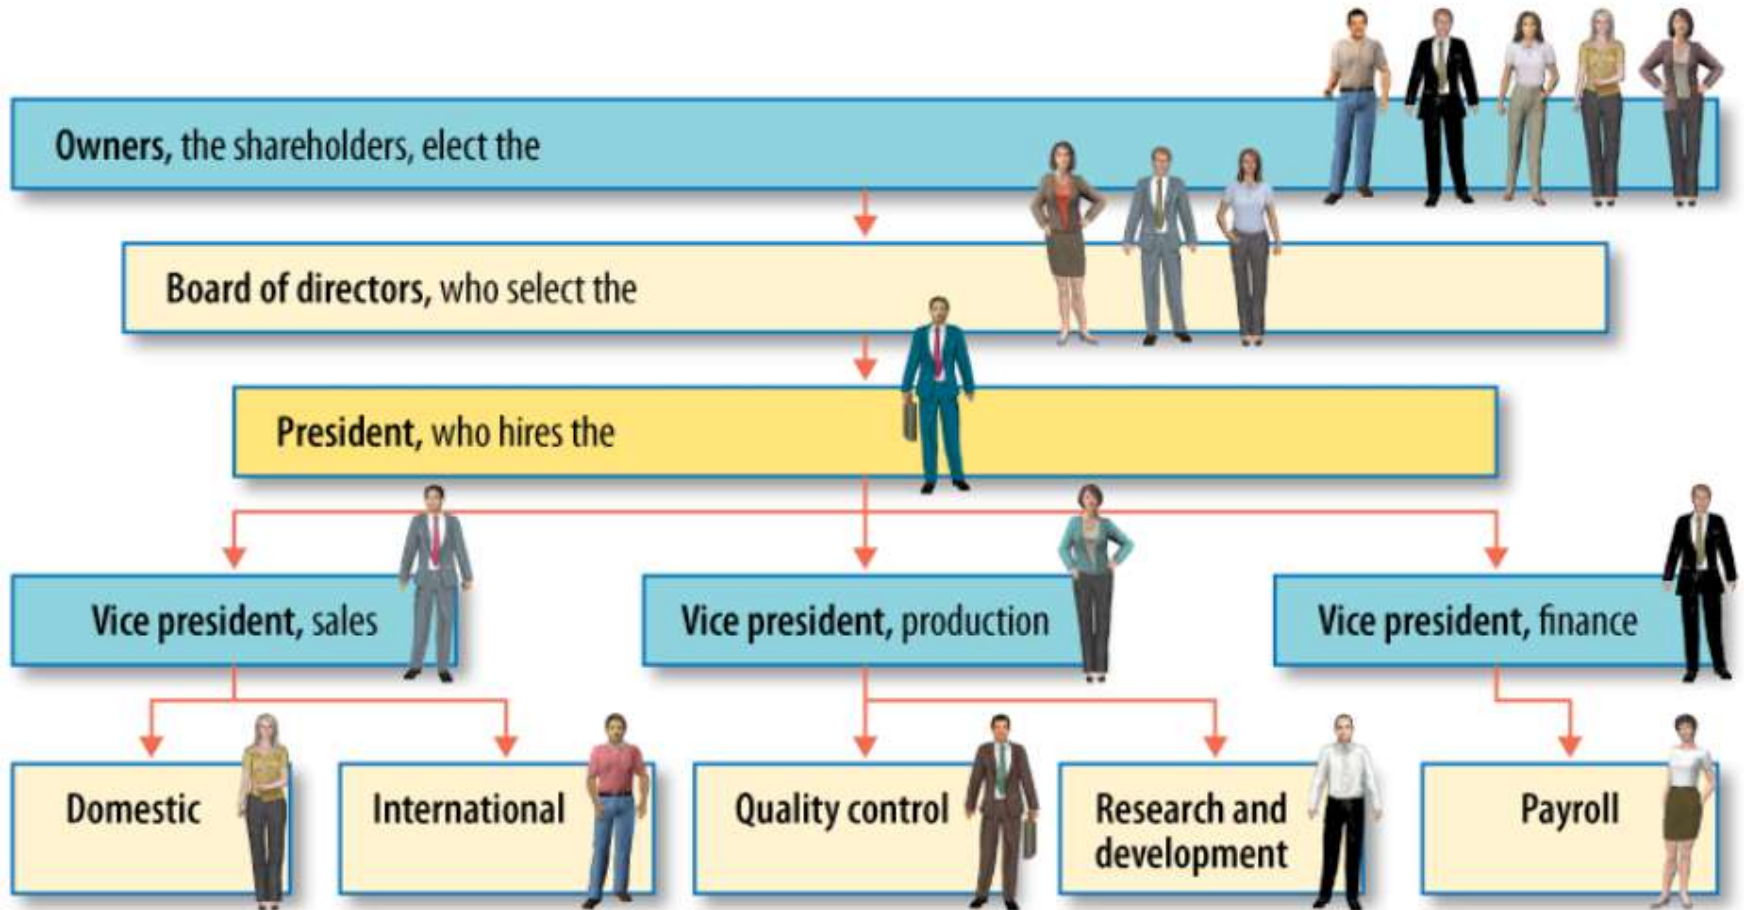 Owners, the shareholders, elect the
Board of directors, who select the
President, who hires the
Vice president, sales
Vice president, production
Vice president, finance
Domestic
International
Quality control
Research and
development
Payroll